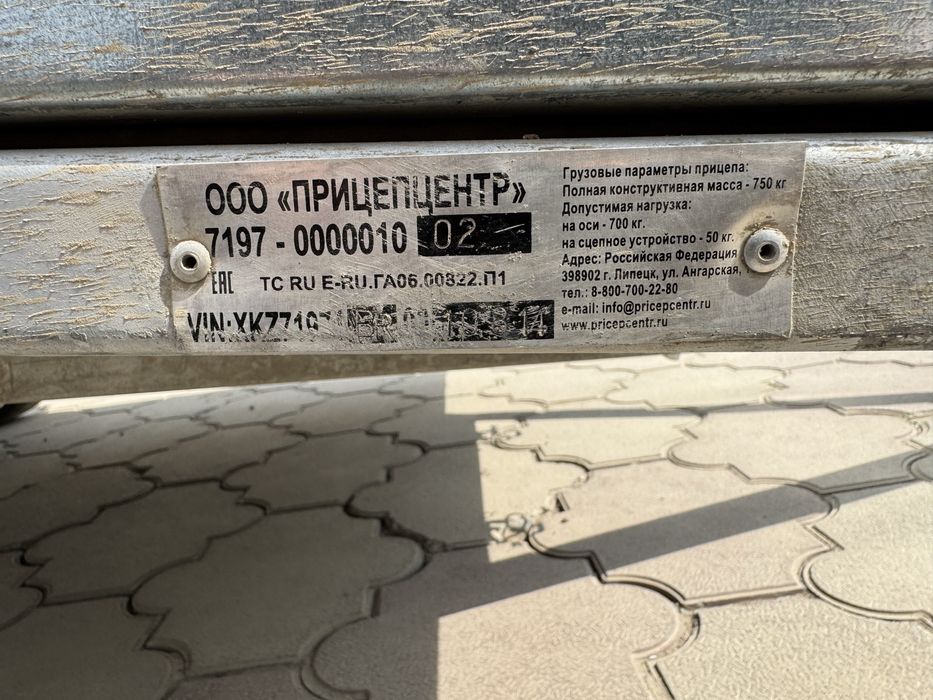 ООО «ПРИЦЕПЦЕНТР»
7197 - 0000010 02
ЕАС ТС RU E-RU.ГА06.00822.П1
Грузовые параметры прицепа:
Полная конструктивная масса - 750 кг
Допустимая нагрузка:
на оси - 700 кг.
на сцепное устройство - 50 кг.
Адрес: Российская Федерация
398902 г. Липецк, ул. Ангарская,
тел.: 8-800-700-22-80
e-mail: info@pricepcentr.ru
www.pricepcentr.ru